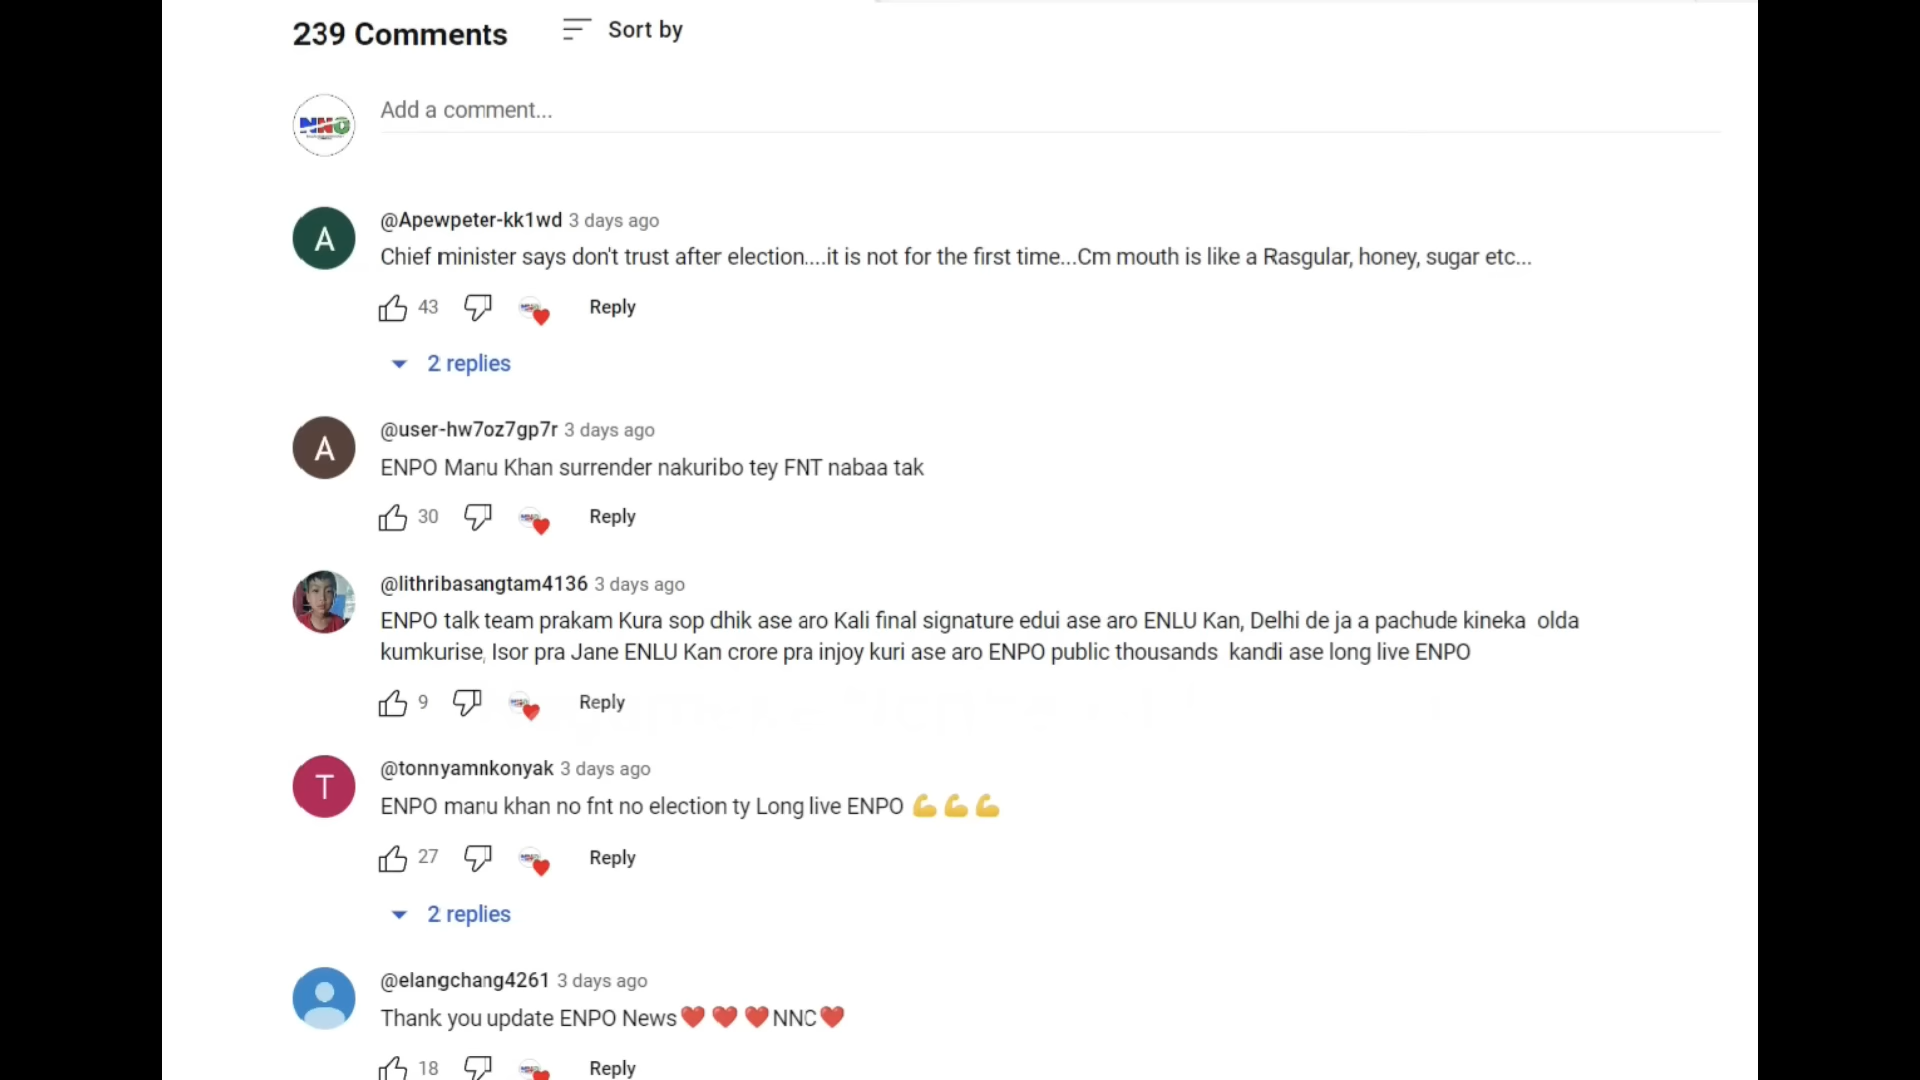 239 Comments
Sort by
NNO
Add a comment...
A
@Apewpeter-kk1wd 3 days ago
Chief minister says don't trust after election....it is not for the first time...Cm mouth is like a Rasgular, honey, sugar etc...
43 Reply
2 replies
A
@user-hw7oz7gp7r 3 days ago
ENPO Manu Khan surrender nakuribo tey FNT nabaa tak
30 Reply
@lithribasangtam4136 3 days ago
ENPO talk team prakam Kura sop dhik ase aro Kali final signature edui ase aro ENLU Kan, Delhi de ja a pachude kineka olda
kumkurise, Isor pra Jane ENLU Kan crore pra injoy kuri ase aro ENPO public thousands kandi ase long live ENPO
9 Reply
T
@tonnyamnkonyak 3 days ago
ENPO manu khan no fnt no election ty Long live ENPO 💪💪💪
27 Reply
2 replies
@elangchang4261 3 days ago
Thank you update ENPO News❤️❤️❤️NNC❤️
18 Reply